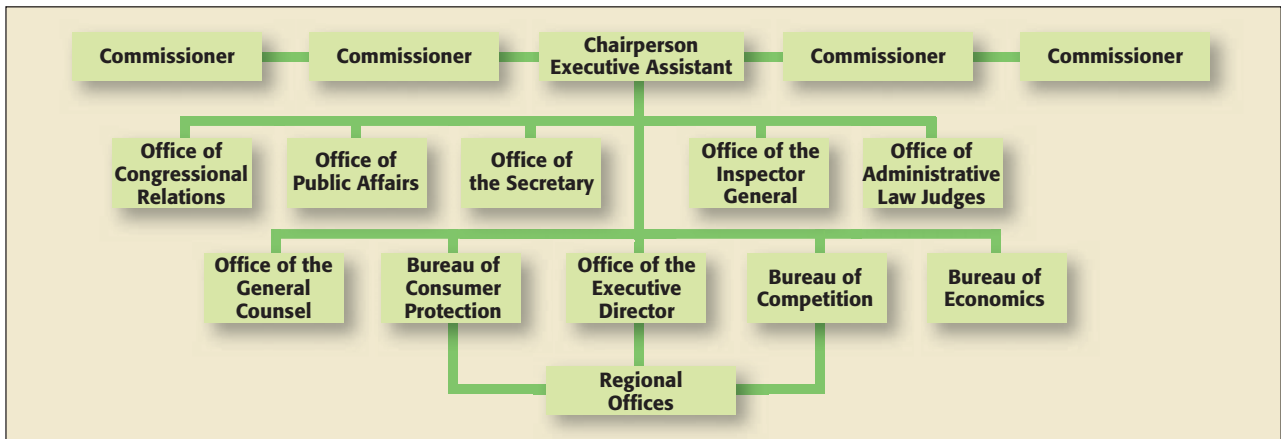 Commissioner
Commissioner
Chairperson
Executive Assistant
Commissioner
Commissioner
Office of
Congressional
Relations
Office of
Public Affairs
Office of
the Secretary
Office of the
Inspector
General
Office of
Administrative
Law Judges
Office of the
General
Counsel
Bureau of
Consumer
Protection
Office of the
Executive
Director
Bureau of
Competition
Bureau of
Economics
Regional
Offices